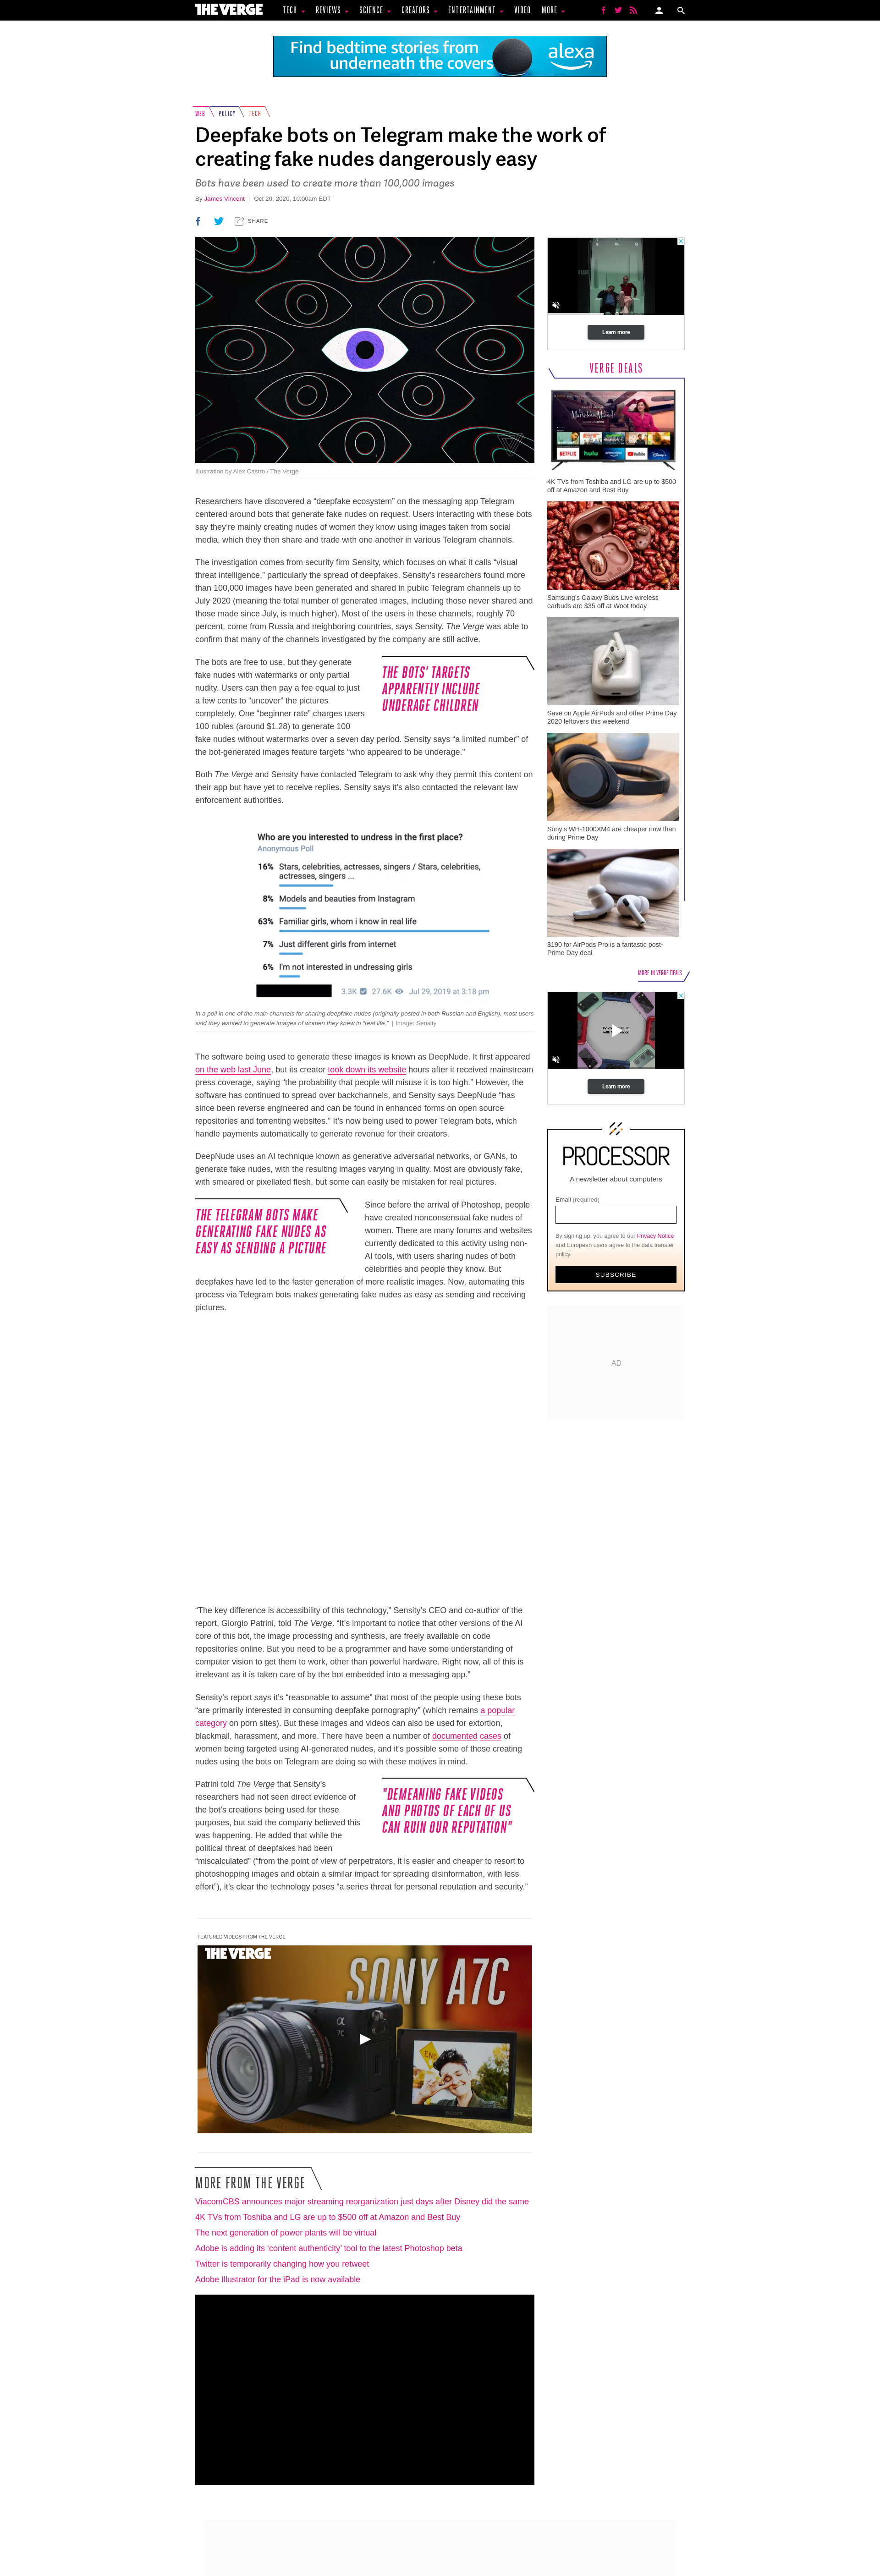 THE VERGE
TECH REVIEWS SCIENCE CREATORS ENTERTAINMENT VIDEO MORE
Find bedtime stories from
underneath the covers
alexa
WEB POLICY TECH
Deepfake bots on Telegram make the work of
creating fake nudes dangerously easy
Bots have been used to create more than 100,000 images
By James Vincent | Oct 20, 2020, 10:00am EDT
SHARE
Illustration by Alex Castro / The Verge
Researchers have discovered a “deepfake ecosystem” on the messaging app Telegram
centered around bots that generate fake nudes on request. Users interacting with these bots
say they’re mainly creating nudes of women they know using images taken from social
media, which they then share and trade with one another in various Telegram channels.
The investigation comes from security firm Sensity, which focuses on what it calls “visual
threat intelligence,” particularly the spread of deepfakes. Sensity’s researchers found more
than 100,000 images have been generated and shared in public Telegram channels up to
July 2020 (meaning the total number of generated images, including those never shared and
those made since July, is much higher). Most of the users in these channels, roughly 70
percent, come from Russia and neighboring countries, says Sensity. The Verge was able to
confirm that many of the channels investigated by the company are still active.
THE BOTS’ TARGETS
APPARENTLY INCLUDE
UNDERAGE CHILDREN
The bots are free to use, but they generate
fake nudes with watermarks or only partial
nudity. Users can then pay a fee equal to just
a few cents to “uncover” the pictures
completely. One “beginner rate” charges users
100 rubles (around $1.28) to generate 100
fake nudes without watermarks over a seven day period. Sensity says “a limited number” of
the bot-generated images feature targets “who appeared to be underage.”
Both The Verge and Sensity have contacted Telegram to ask why they permit this content on
their app but have yet to receive replies. Sensity says it’s also contacted the relevant law
enforcement authorities.
Who are you interested to undress in the first place?
Anonymous Poll
16% Stars, celebrities, actresses, singers / Stars, celebrities,
actresses, singers ...
8% Models and beauties from Instagram
63% Familiar girls, whom i know in real life
7% Just different girls from internet
6% I'm not interested in undressing girls
3.3K 27.6K Jul 29, 2019 at 3:18 pm
In a poll in one of the main channels for sharing deepfake nudes (originally posted in both Russian and English), most users
said they wanted to generate images of women they knew in “real life.” | Image: Sensity
The software being used to generate these images is known as DeepNude. It first appeared
on the web last June, but its creator took down its website hours after it received mainstream
press coverage, saying “the probability that people will misuse it is too high.” However, the
software has continued to spread over backchannels, and Sensity says DeepNude “has
since been reverse engineered and can be found in enhanced forms on open source
repositories and torrenting websites.” It’s now being used to power Telegram bots, which
handle payments automatically to generate revenue for their creators.
DeepNude uses an AI technique known as generative adversarial networks, or GANs, to
generate fake nudes, with the resulting images varying in quality. Most are obviously fake,
with smeared or pixellated flesh, but some can easily be mistaken for real pictures.
THE TELEGRAM BOTS MAKE
GENERATING FAKE NUDES AS
EASY AS SENDING A PICTURE
Since before the arrival of Photoshop, people
have created nonconsensual fake nudes of
women. There are many forums and websites
currently dedicated to this activity using non-
AI tools, with users sharing nudes of both
celebrities and people they know. But
deepfakes have led to the faster generation of more realistic images. Now, automating this
process via Telegram bots makes generating fake nudes as easy as sending and receiving
pictures.
“The key difference is accessibility of this technology,” Sensity’s CEO and co-author of the
report, Giorgio Patrini, told The Verge. “It’s important to notice that other versions of the AI
core of this bot, the image processing and synthesis, are freely available on code
repositories online. But you need to be a programmer and have some understanding of
computer vision to get them to work, other than powerful hardware. Right now, all of this is
irrelevant as it is taken care of by the bot embedded into a messaging app.”
Sensity’s report says it’s “reasonable to assume” that most of the people using these bots
“are primarily interested in consuming deepfake pornography” (which remains a popular
category on porn sites). But these images and videos can also be used for extortion,
blackmail, harassment, and more. There have been a number of documented cases of
women being targeted using AI-generated nudes, and it’s possible some of those creating
nudes using the bots on Telegram are doing so with these motives in mind.
"DEMEANING FAKE VIDEOS
AND PHOTOS OF EACH OF US
CAN RUIN OUR REPUTATION"
Patrini told The Verge that Sensity’s
researchers had not seen direct evidence of
the bot’s creations being used for these
purposes, but said the company believed this
was happening. He added that while the
political threat of deepfakes had been
“miscalculated” (“from the point of view of perpetrators, it is easier and cheaper to resort to
photoshopping images and obtain a similar impact for spreading disinformation, with less
effort”), it’s clear the technology poses “a series threat for personal reputation and security.”
FEATURED VIDEOS FROM THE VERGE
THE VERGE
SONY A7C
MORE FROM THE VERGE
ViacomCBS announces major streaming reorganization just days after Disney did the same
4K TVs from Toshiba and LG are up to $500 off at Amazon and Best Buy
The next generation of power plants will be virtual
Adobe is adding its ‘content authenticity’ tool to the latest Photoshop beta
Twitter is temporarily changing how you retweet
Adobe Illustrator for the iPad is now available
Learn more
VERGE DEALS
NETFLIX hulu YouTube Disney+
4K TVs from Toshiba and LG are up to $500
off at Amazon and Best Buy
Samsung’s Galaxy Buds Live wireless
earbuds are $35 off at Woot today
Save on Apple AirPods and other Prime Day
2020 leftovers this weekend
Sony’s WH-1000XM4 are cheaper now than
during Prime Day
$190 for AirPods Pro is a fantastic post-
Prime Day deal
MORE IN VERGE DEALS
Learn more
PROCESSOR
A newsletter about computers
Email (required)
By signing up, you agree to our Privacy Notice
and European users agree to the data transfer
policy.
SUBSCRIBE
AD